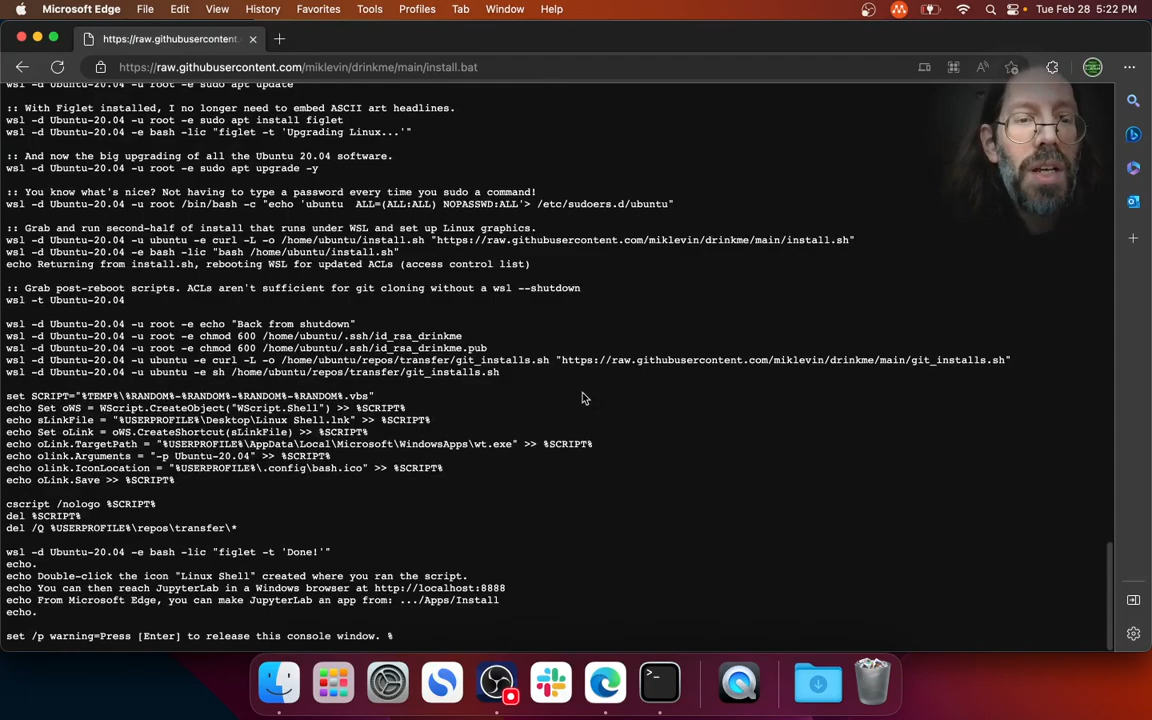 Microsoft Edge File Edit View History Favorites Tools Profiles Tab Window Help Tue Feb 28 5:22 PM
https://raw.githubusercontent.
https://raw.githubusercontent.com/miklevin/drinkme/main/install.bat
wsl -d Ubuntu-20.04 -u root -e sudo apt update
:: With Figlet installed, I no longer need to embed ASCII art headlines.
wsl -d Ubuntu-20.04 -u root -e sudo apt install figlet
wsl -d Ubuntu-20.04 -e bash -lic "figlet -t 'Upgrading Linux...'"
:: And now the big upgrading of all the Ubuntu 20.04 software.
wsl -d Ubuntu-20.04 -u root -e sudo apt upgrade -y
:: You know what's nice? Not having to type a password every time you sudo a command!
wsl -d Ubuntu-20.04 -u root /bin/bash -c "echo 'ubuntu  ALL=(ALL:ALL) NOPASSWD:ALL'> /etc/sudoers.d/ubuntu"
:: Grab and run second-half of install that runs under WSL and set up Linux graphics.
wsl -d Ubuntu-20.04 -u ubuntu -e curl -L -o /home/ubuntu/install.sh "https://raw.githubusercontent.com/miklevin/drinkme/main/install.sh"
wsl -d Ubuntu-20.04 -e bash -lic "bash /home/ubuntu/install.sh"
echo Returning from install.sh, rebooting WSL for updated ACLs (access control list)
:: Grab post-reboot scripts. ACLs aren't sufficient for git cloning without a wsl --shutdown
wsl -t Ubuntu-20.04
wsl -d Ubuntu-20.04 -u root -e echo "Back from shutdown"
wsl -d Ubuntu-20.04 -u root -e chmod 600 /home/ubuntu/.ssh/id_rsa_drinkme
wsl -d Ubuntu-20.04 -u root -e chmod 600 /home/ubuntu/.ssh/id_rsa_drinkme.pub
wsl -d Ubuntu-20.04 -u ubuntu -e curl -L -o /home/ubuntu/repos/transfer/git_installs.sh "https://raw.githubusercontent.com/miklevin/drinkme/main/git_installs.sh"
wsl -d Ubuntu-20.04 -u ubuntu -e sh /home/ubuntu/repos/transfer/git_installs.sh
set SCRIPT="%TEMP%\%RANDOM%-%RANDOM%-%RANDOM%-%RANDOM%.vbs"
echo Set oWS = WScript.CreateObject("WScript.Shell") >> %SCRIPT%
echo sLinkFile = "%USERPROFILE%\Desktop\Linux Shell.lnk" >> %SCRIPT%
echo Set oLink = oWS.CreateShortcut(sLinkFile) >> %SCRIPT%
echo oLink.TargetPath = "%USERPROFILE%\AppData\Local\Microsoft\WindowsApps\wt.exe" >> %SCRIPT%
echo olink.Arguments = "-p Ubuntu-20.04" >> %SCRIPT%
echo olink.IconLocation = "%USERPROFILE%\.config\bash.ico" >> %SCRIPT%
echo oLink.Save >> %SCRIPT%
cscript /nologo %SCRIPT%
del %SCRIPT%
del /Q %USERPROFILE%\repos\transfer\*
wsl -d Ubuntu-20.04 -e bash -lic "figlet -t 'Done!'"
echo.
echo Double-click the icon "Linux Shell" created where you ran the script.
echo You can then reach JupyterLab in a Windows browser at http://localhost:8888
echo From Microsoft Edge, you can make JupyterLab an app from: .../Apps/Install
echo.
set /p warning=Press [Enter] to release this console window. %